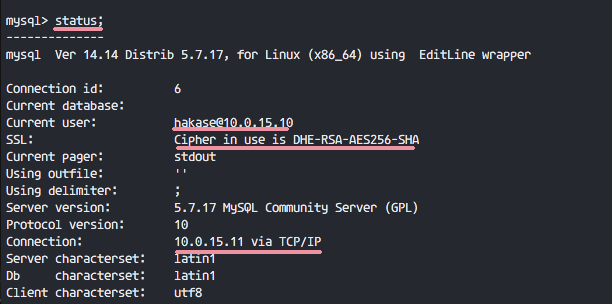 mysql> status;
--------------
mysql  Ver 14.14 Distrib 5.7.17, for Linux (x86_64) using  EditLine wrapper
Connection id:          6
Current database:
Current user:           hakase@10.0.15.10
SSL:                    Cipher in use is DHE-RSA-AES256-SHA
Current pager:          stdout
Using outfile:          ''
Using delimiter:        ;
Server version:         5.7.17 MySQL Community Server (GPL)
Protocol version:       10
Connection:             10.0.15.11 via TCP/IP
Server characterset:    latin1
Db     characterset:    latin1
Client characterset:    utf8